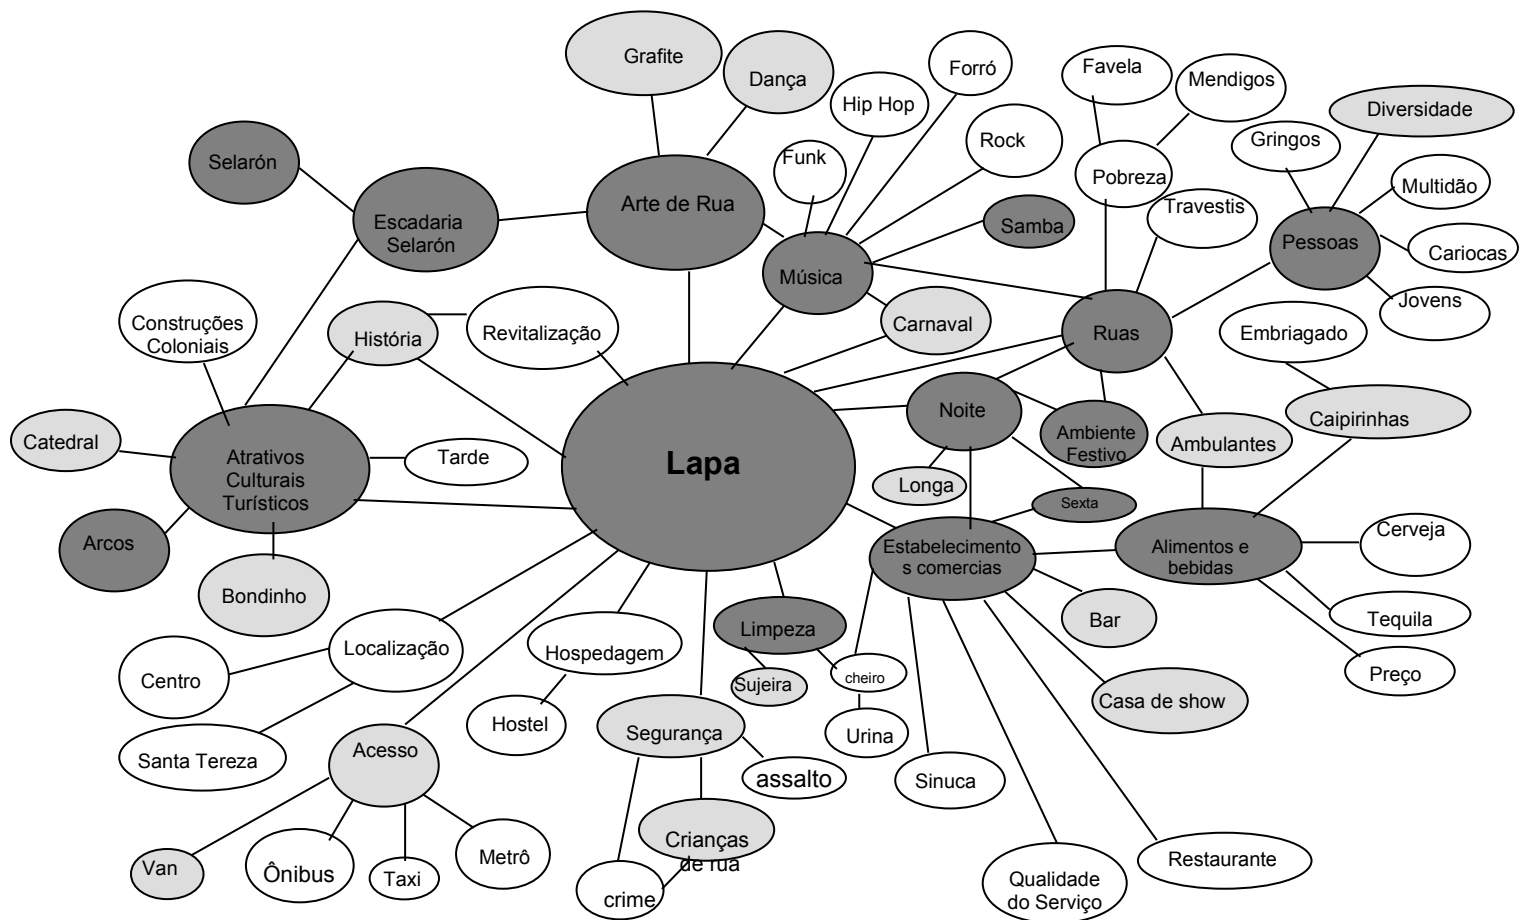 Grafite
Dança
Forró
Favela
Mendigos
Hip Hop
Diversidade
Gringos
Selarón
Funk
Rock
Pobreza
Multidão
Arte de Rua
Travestis
Escadaria
Selarón
Samba
Pessoas
Cariocas
Música
Jovens
Construções
Coloniais
História
Revitalização
Carnaval
Ruas
Embriagado
Noite
Caipirinhas
Catedral
Atrativos
Culturais
Turísticos
Tarde
Lapa
Ambiente
Festivo
Ambulantes
Longa
Sexta
Arcos
Estabelecimento
s comercias
Alimentos e
bebidas
Cerveja
Bondinho
Bar
Tequila
Limpeza
Localização
Hospedagem
Centro
cheiro
Preço
Sujeira
Casa de show
Hostel
Segurança
Urina
Santa Tereza
Acesso
assalto
Sinuca
Crianças
de rua
Van
Ônibus
Taxi
Metrô
Restaurante
crime
Qualidade
do Serviço